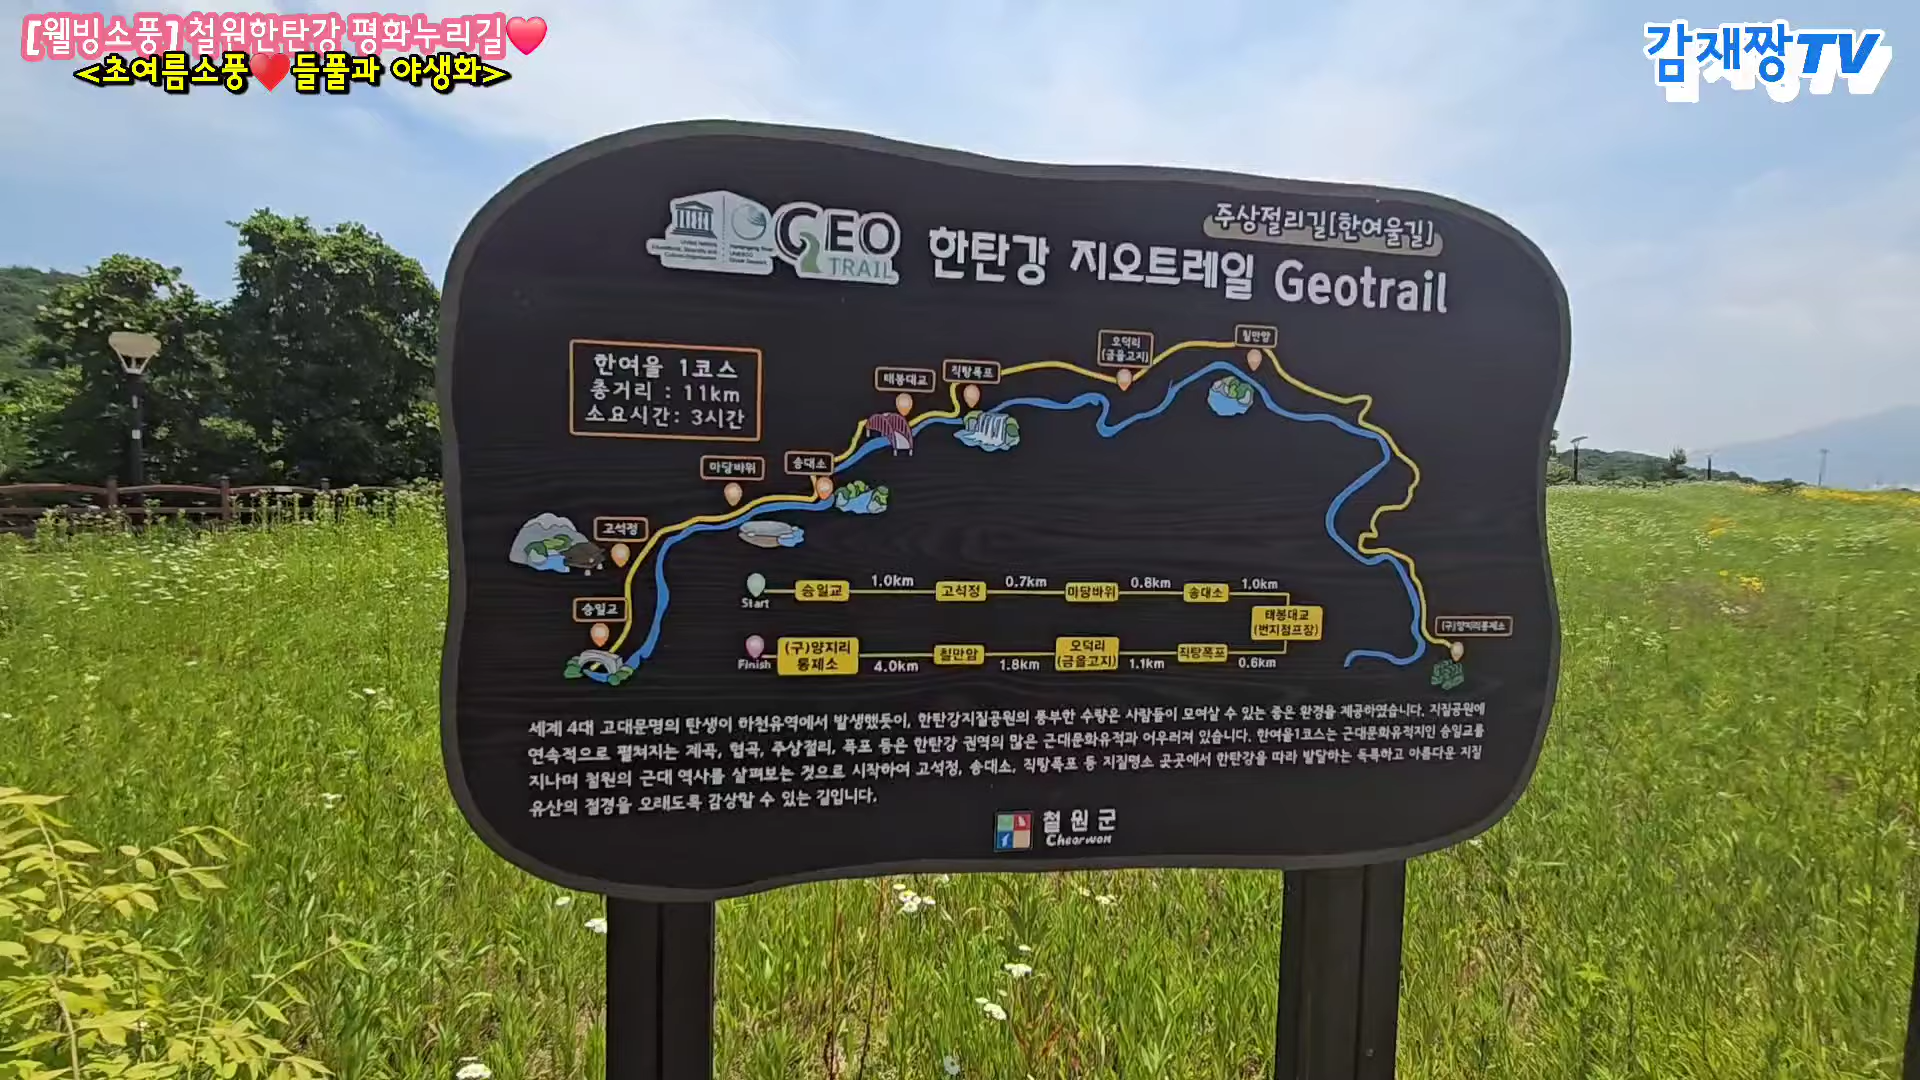 [웰빙소풍] 철원한탄강 평화누리길
<초여름소풍 들풀과 야생화>
감재짱TV
주상절리길[한여울길]
GEO
TRAIL
한탄강 지오트레일 Geotrail
한여울 1코스
총거리 : 11km
소요시간: 3시간
승일교
고석정
마당바위
송대소
태봉대교
직탕폭포
오덕리
(금을고지)
칠만암
(구)양지리통제소
Start
승일교 1.0km 고석정 0.7km 마당바위 0.8km 송대소 1.0km
태봉대교
(번지점프장)
Finish
(구)양지리
통제소
4.0km 칠만암 1.8km
오덕리
(금을고지)
1.1km 직탕폭포 0.6km
세계 4대 고대문명의 탄생이 하천유역에서 발생했듯이, 한탄강지질공원의 풍부한 수량은 사람들이 모여살 수 있는 좋은 환경을 제공하였습니다. 지질공원에
연속적으로 펼쳐지는 계곡, 협곡, 주상절리, 폭포 등은 한탄강 권역의 많은 근대문화유적과 어우러져 있습니다. 한여울1코스는 근대문화유적지인 승일교를
지나며 철원의 근대 역사를 살펴보는 것으로 시작하여 고석정, 송대소, 직탕폭포 등 지질명소 곳곳에서 한탄강을 따라 발달하는 독특하고 아름다운 지질
유산의 절경을 오래도록 감상할 수 있는 길입니다.
철원군
Cheorwon